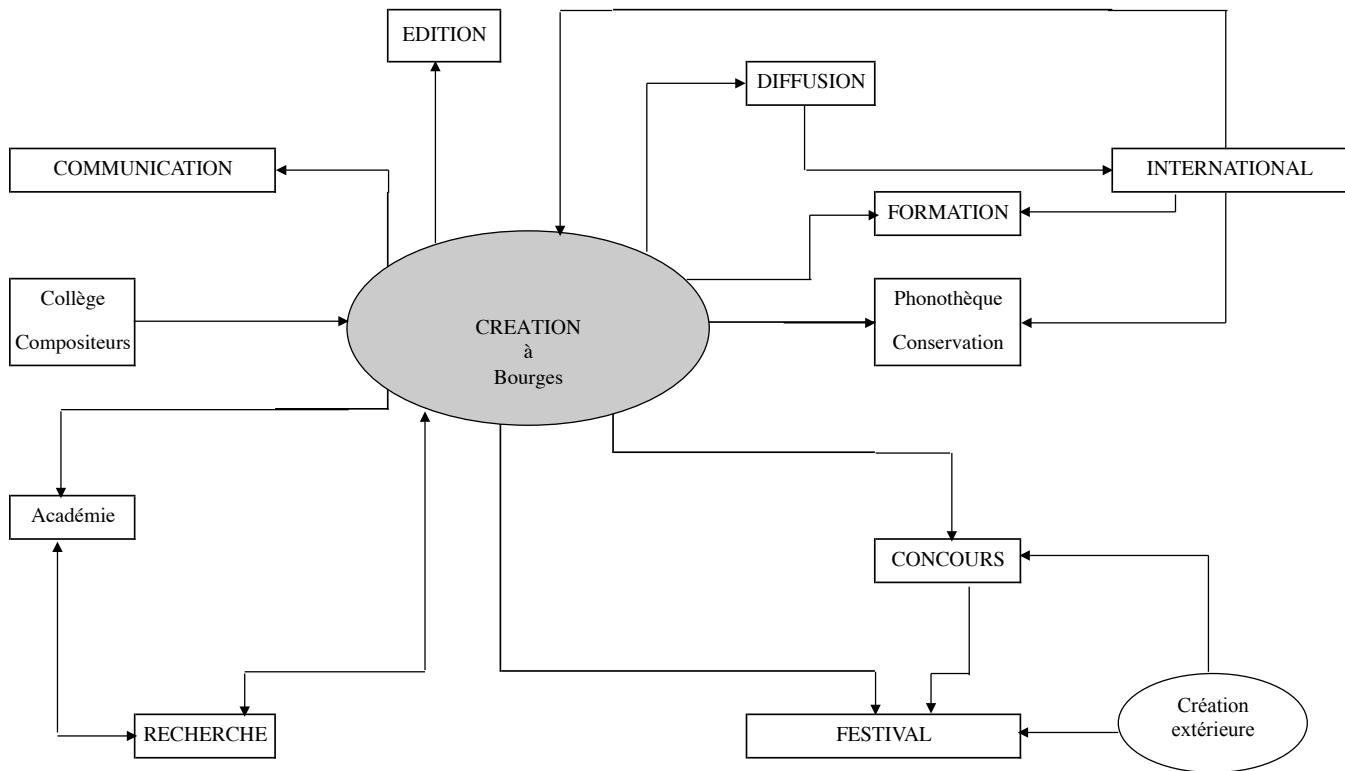 EDITION
DIFFUSION
COMMUNICATION
INTERNATIONAL
FORMATION
Collège
Compositeurs
CREATION
à
Bourges
Phonothèque
Conservation
Académie
CONCOURS
RECHERCHE
FESTIVAL
Création
extérieure